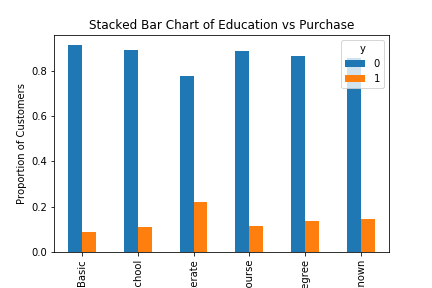 Stacked Bar Chart of Education vs Purchase
y
0
1
Proportion of Customers
0.8
0.6
0.4
0.2
0.0
Basic
chool
erate
ourse
egree
nown